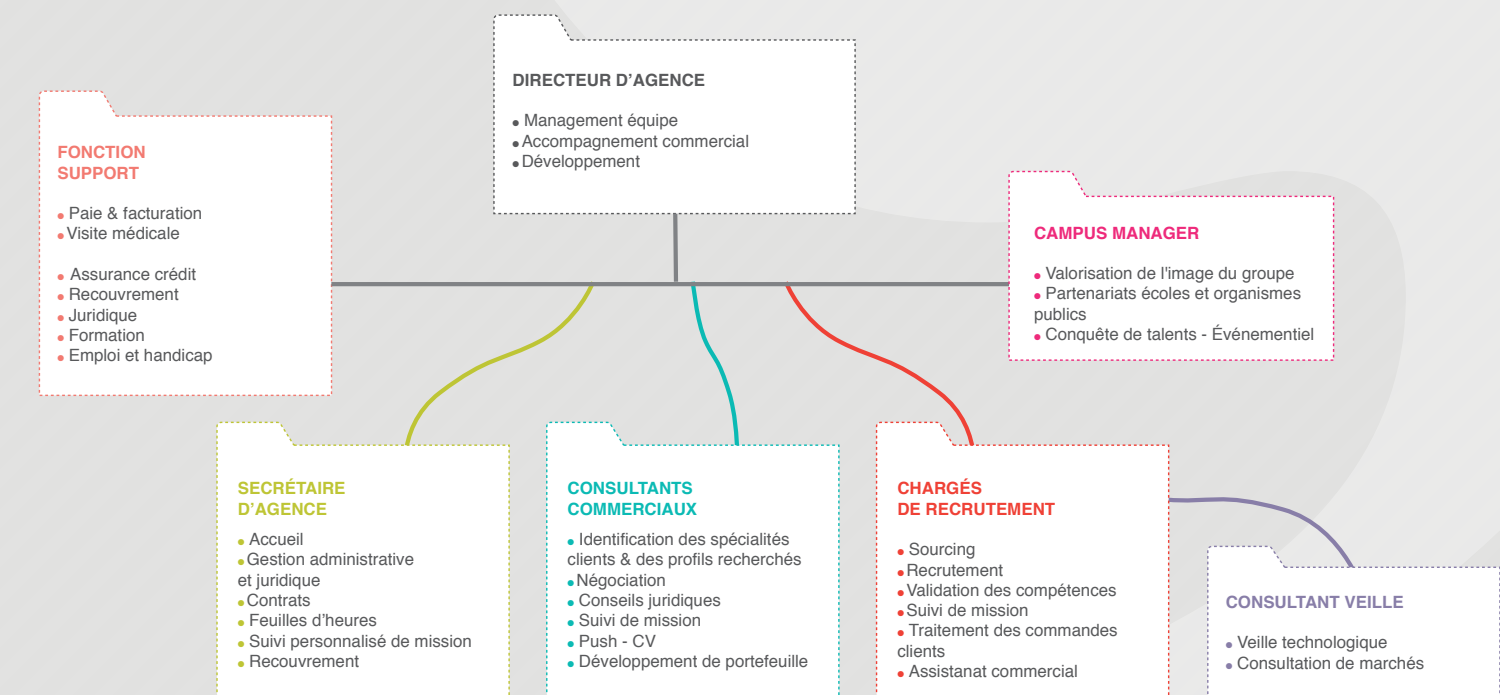 DIRECTEUR D’AGENCE
● Management équipe
● Accompagnement commercial
● Développement
FONCTION
SUPPORT
● Paie & facturation
● Visite médicale
● Assurance crédit
● Recouvrement
● Juridique
● Formation
● Emploi et handicap
CAMPUS MANAGER
● Valorisation de l'image du groupe
● Partenariats écoles et organismes
publics
● Conquête de talents - Événementiel
SECRÉTAIRE
D’AGENCE
● Accueil
● Gestion administrative
et juridique
● Contrats
● Feuilles d’heures
● Suivi personnalisé de mission
● Recouvrement
CONSULTANTS
COMMERCIAUX
● Identification des spécialités
clients & des profils recherchés
● Négociation
● Conseils juridiques
● Suivi de mission
● Push - CV
● Développement de portefeuille
CHARGÉS
DE RECRUTEMENT
● Sourcing
● Recrutement
● Validation des compétences
● Suivi de mission
● Traitement des commandes
clients
● Assistanat commercial
CONSULTANT VEILLE
● Veille technologique
● Consultation de marchés